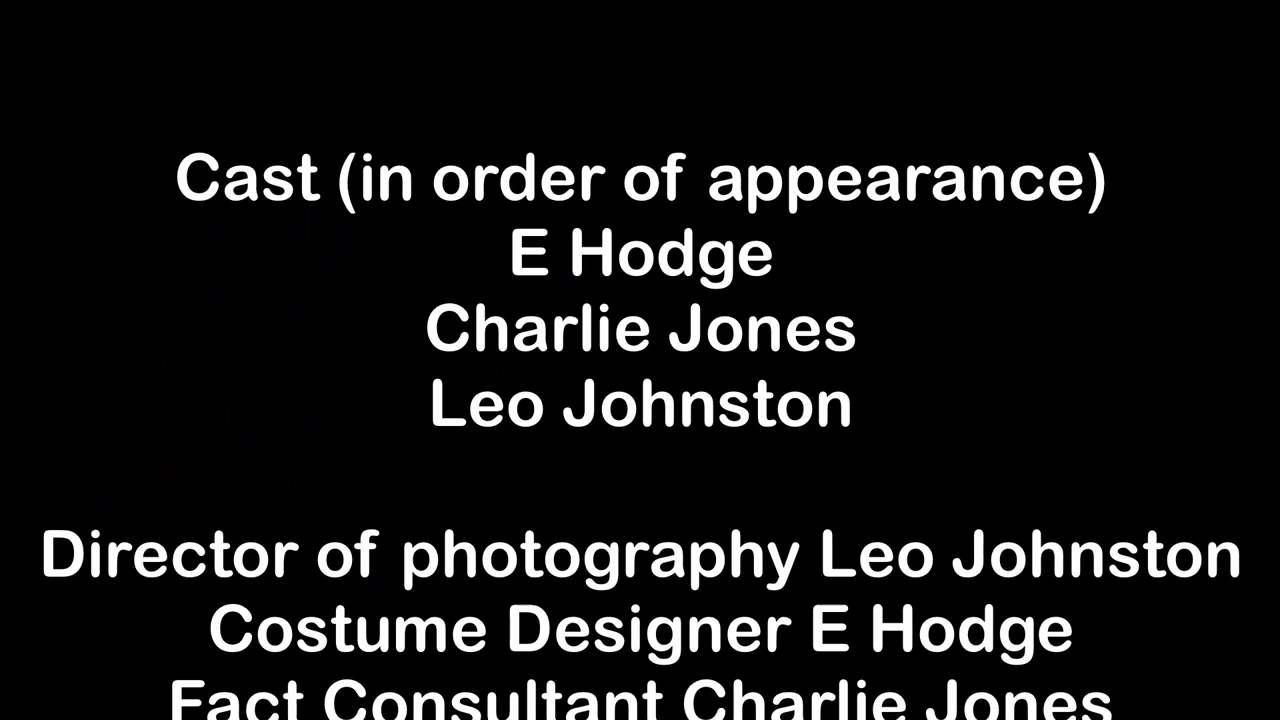 Cast (in order of appearance)
E Hodge
Charlie Jones
Leo Johnston
Director of photography Leo Johnston
Costume Designer E Hodge
Fact Consultant Charlie Jones